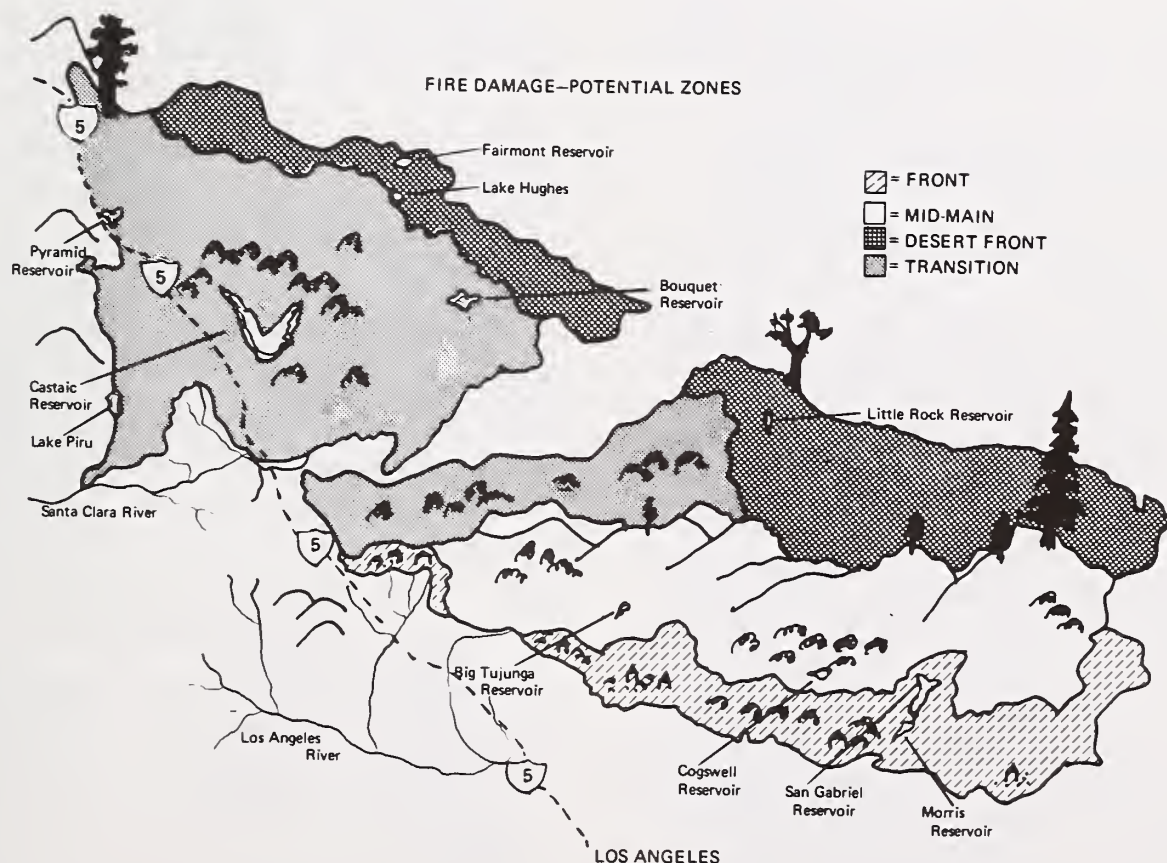 FIRE DAMAGE–POTENTIAL ZONES
5
Fairmont Reservoir
Lake Hughes
= FRONT
= MID-MAIN
= DESERT FRONT
= TRANSITION
Pyramid
Reservoir
5
Bouquet
Reservoir
Castaic
Reservoir
Lake Piru
Little Rock Reservoir
Santa Clara River
5
Big Tujunga
Reservoir
Los Angeles
River
5
Cogswell
Reservoir
San Gabriel
Reservoir
Morris
Reservoir
LOS ANGELES